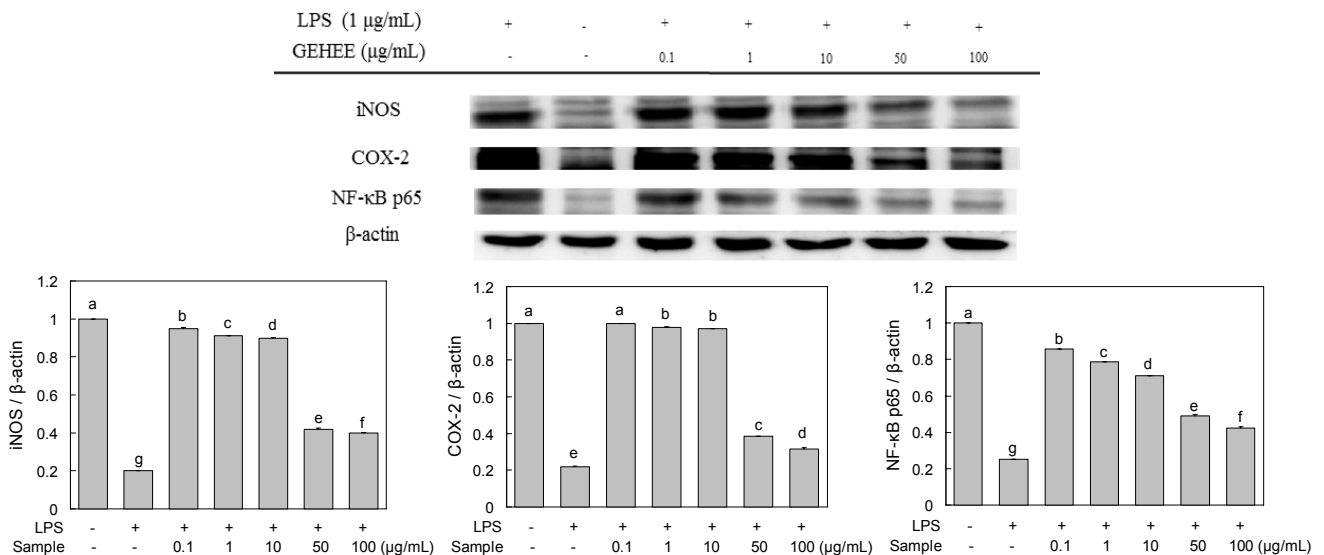 LPS (1 μg/mL) + - + + + + +
GEHEE (μg/mL) - - 0.1 1 10 50 100
iNOS
COX-2
NF-κB p65
β-actin
iNOS / β-actin
1.2
1
0.8
0.6
0.4
0.2
0
a g b c d e f
LPS - + + + + + +
Sample - - 0.1 1 10 50 100 (μg/mL)
COX-2 / β-actin
1.2
1
0.8
0.6
0.4
0.2
0
a e a b b c d
LPS - + + + + + +
Sample - - 0.1 1 10 50 100 (μg/mL)
NF-κB p65 / β-actin
1.2
1
0.8
0.6
0.4
0.2
0
a g b c d e f
LPS - + + + + + +
Sample - - 0.1 1 10 50 100 (μg/mL)